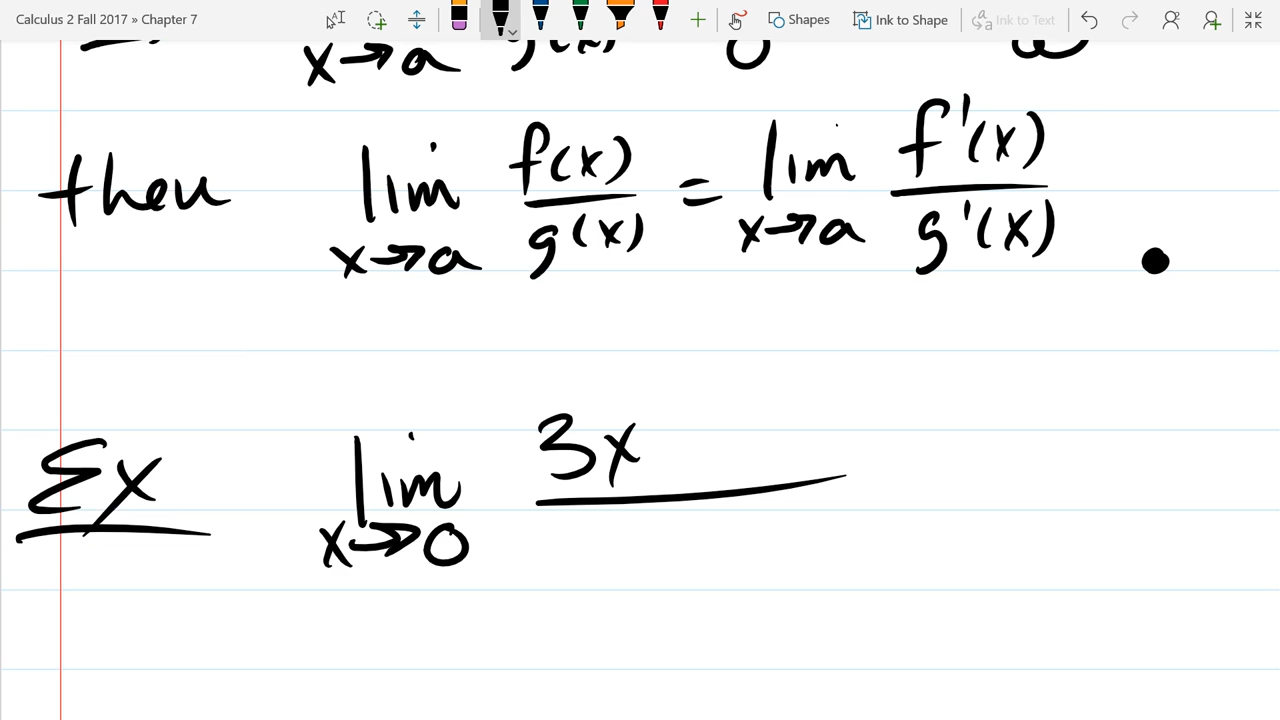 Calculus 2 Fall 2017 » Chapter 7
Shapes
Ink to Shape
Ink to Text
x→a g(x) 0 ∞
then lim x→a f(x)/g(x) = lim x→a f'(x)/g'(x) .
Ex lim x→0 3x